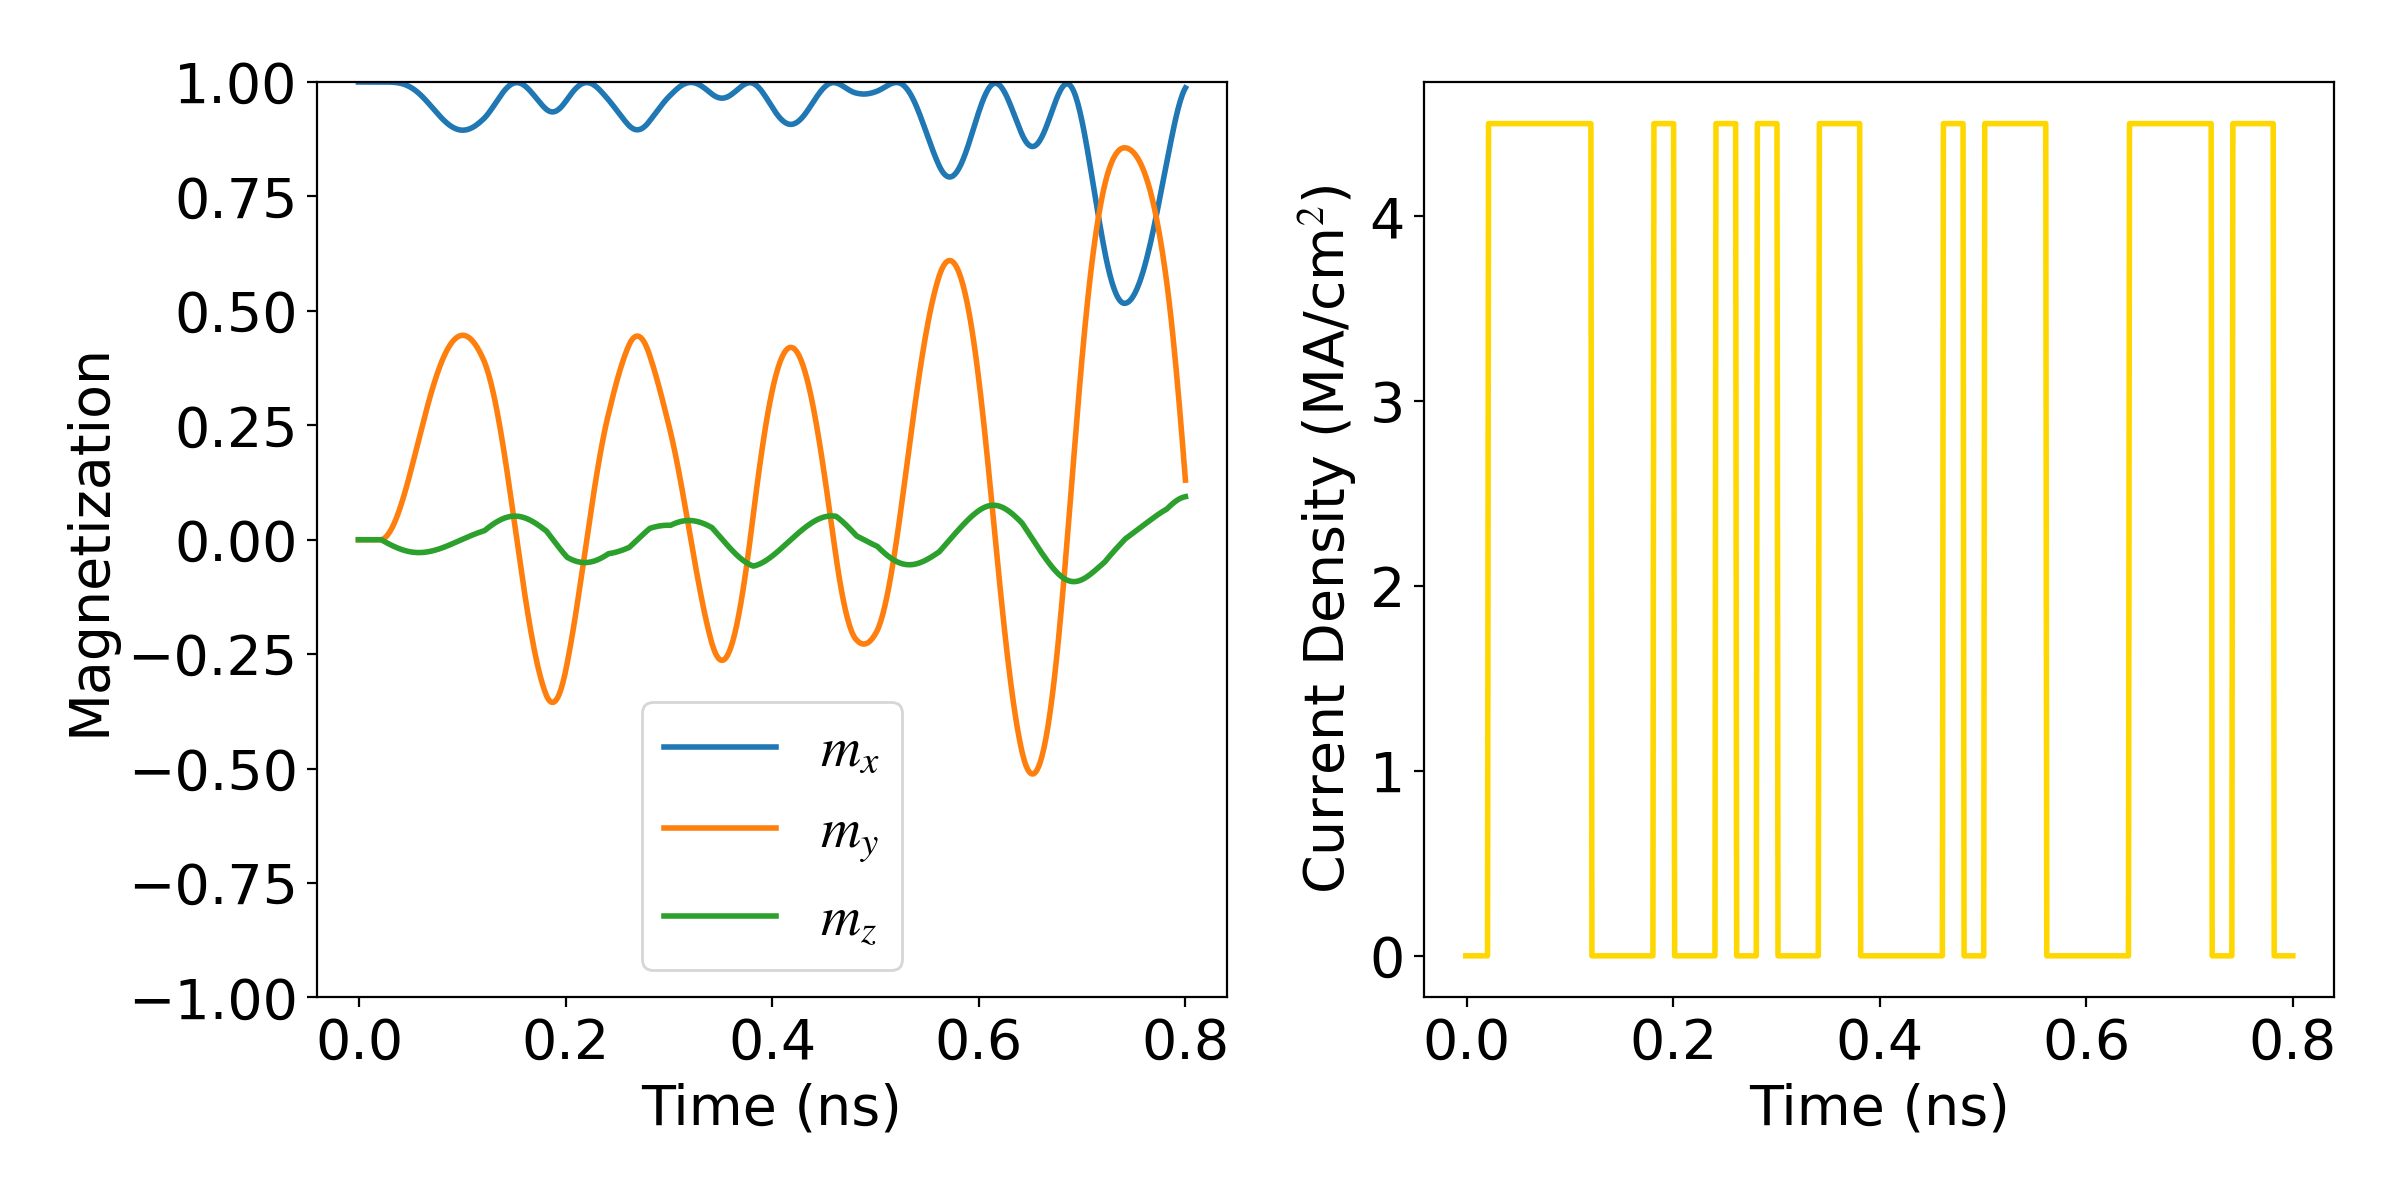 1.00
0.75
0.50
0.25
0.00
−0.25
−0.50
−0.75
−1.00
Magnetization
0.0 0.2 0.4 0.6 0.8
Time (ns)
m_x
m_y
m_z
4
3
2
1
0
Current Density (MA/cm²)
0.0 0.2 0.4 0.6 0.8
Time (ns)